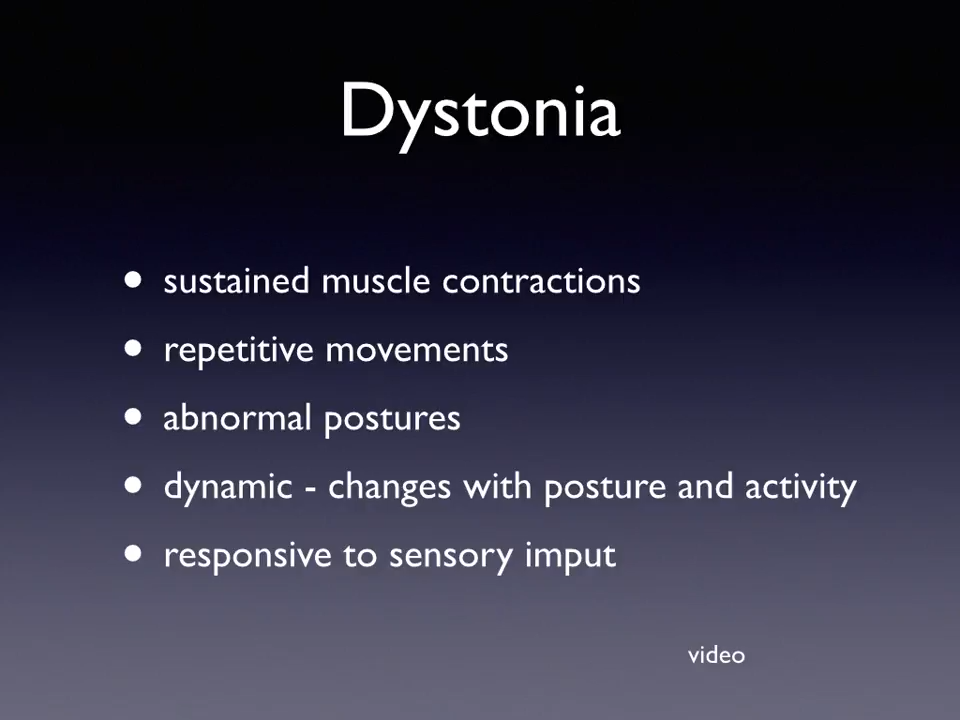 Dystonia
• sustained muscle contractions
• repetitive movements
• abnormal postures
• dynamic - changes with posture and activity
• responsive to sensory imput
video